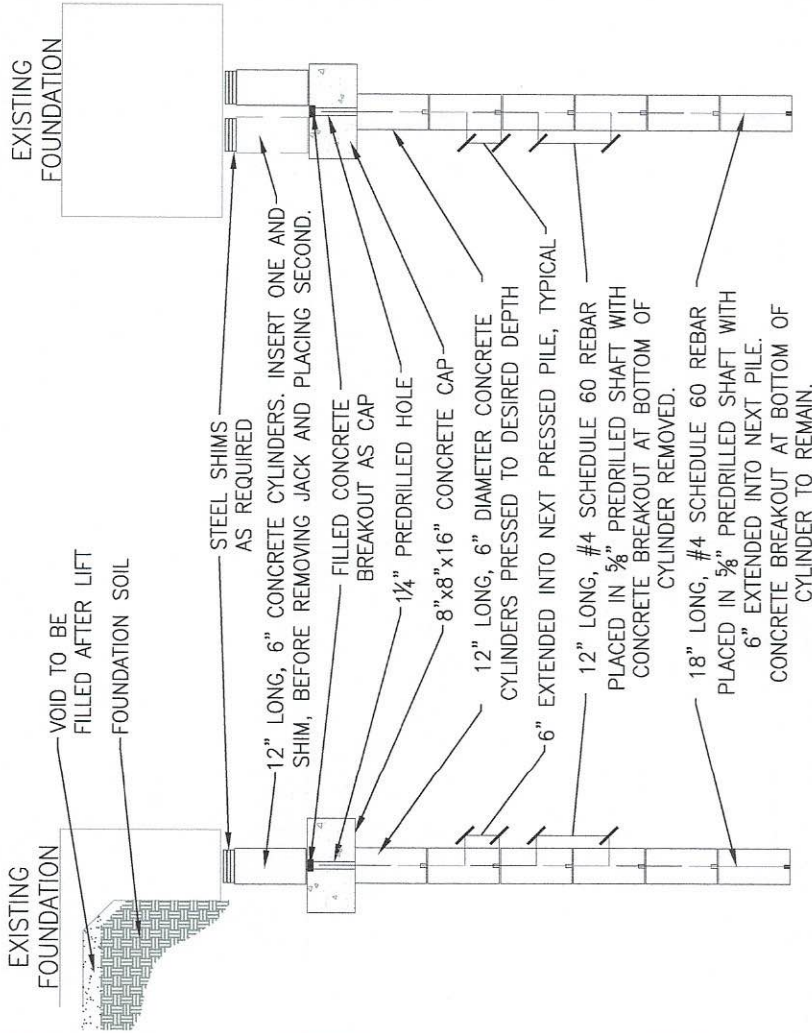 EXISTING
FOUNDATION
VOID TO BE
FILLED AFTER LIFT
FOUNDATION SOIL
STEEL SHIMS
AS REQUIRED
12" LONG, 6" CONCRETE CYLINDERS. INSERT ONE AND
SHIM, BEFORE REMOVING JACK AND PLACING SECOND.
FILLED CONCRETE
BREAKOUT AS CAP
1¼" PREDRILLED HOLE
8"x8"x16" CONCRETE CAP
12" LONG, 6" DIAMETER CONCRETE
CYLINDERS PRESSED TO DESIRED DEPTH
6" EXTENDED INTO NEXT PRESSED PILE, TYPICAL
12" LONG, #4 SCHEDULE 60 REBAR
PLACED IN ⅝" PREDRILLED SHAFT WITH
CONCRETE BREAKOUT AT BOTTOM OF
CYLINDER REMOVED.
18" LONG, #4 SCHEDULE 60 REBAR
PLACED IN ⅝" PREDRILLED SHAFT WITH
6" EXTENDED INTO NEXT PILE.
CONCRETE BREAKOUT AT BOTTOM OF
CYLINDER TO REMAIN.
EXISTING
FOUNDATION